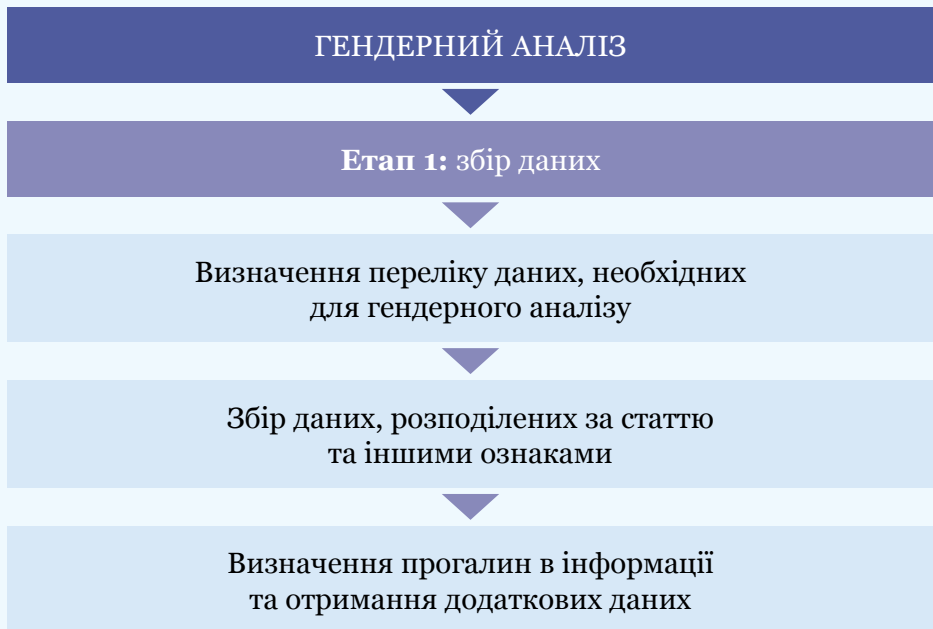 ГЕНДЕРНИЙ АНАЛІЗ
Етап 1: збір даних
Визначення переліку даних, необхідних
для гендерного аналізу
Збір даних, розподілених за статтю
та іншими ознаками
Визначення прогалин в інформації
та отримання додаткових даних